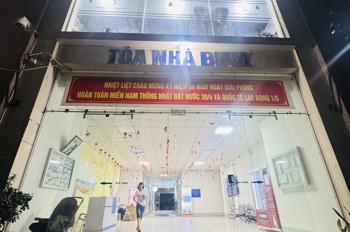 TÒA NHÀ BMVK
NHIỆT LIỆT CHÀO MỪNG KỶ NIỆM 50 NĂM NGÀY GIẢI PHÓNG
HOÀN TOÀN MIỀN NAM THỐNG NHẤT ĐẤT NƯỚC 30/4 VÀ QUỐC TẾ LAO ĐỘNG 1/5